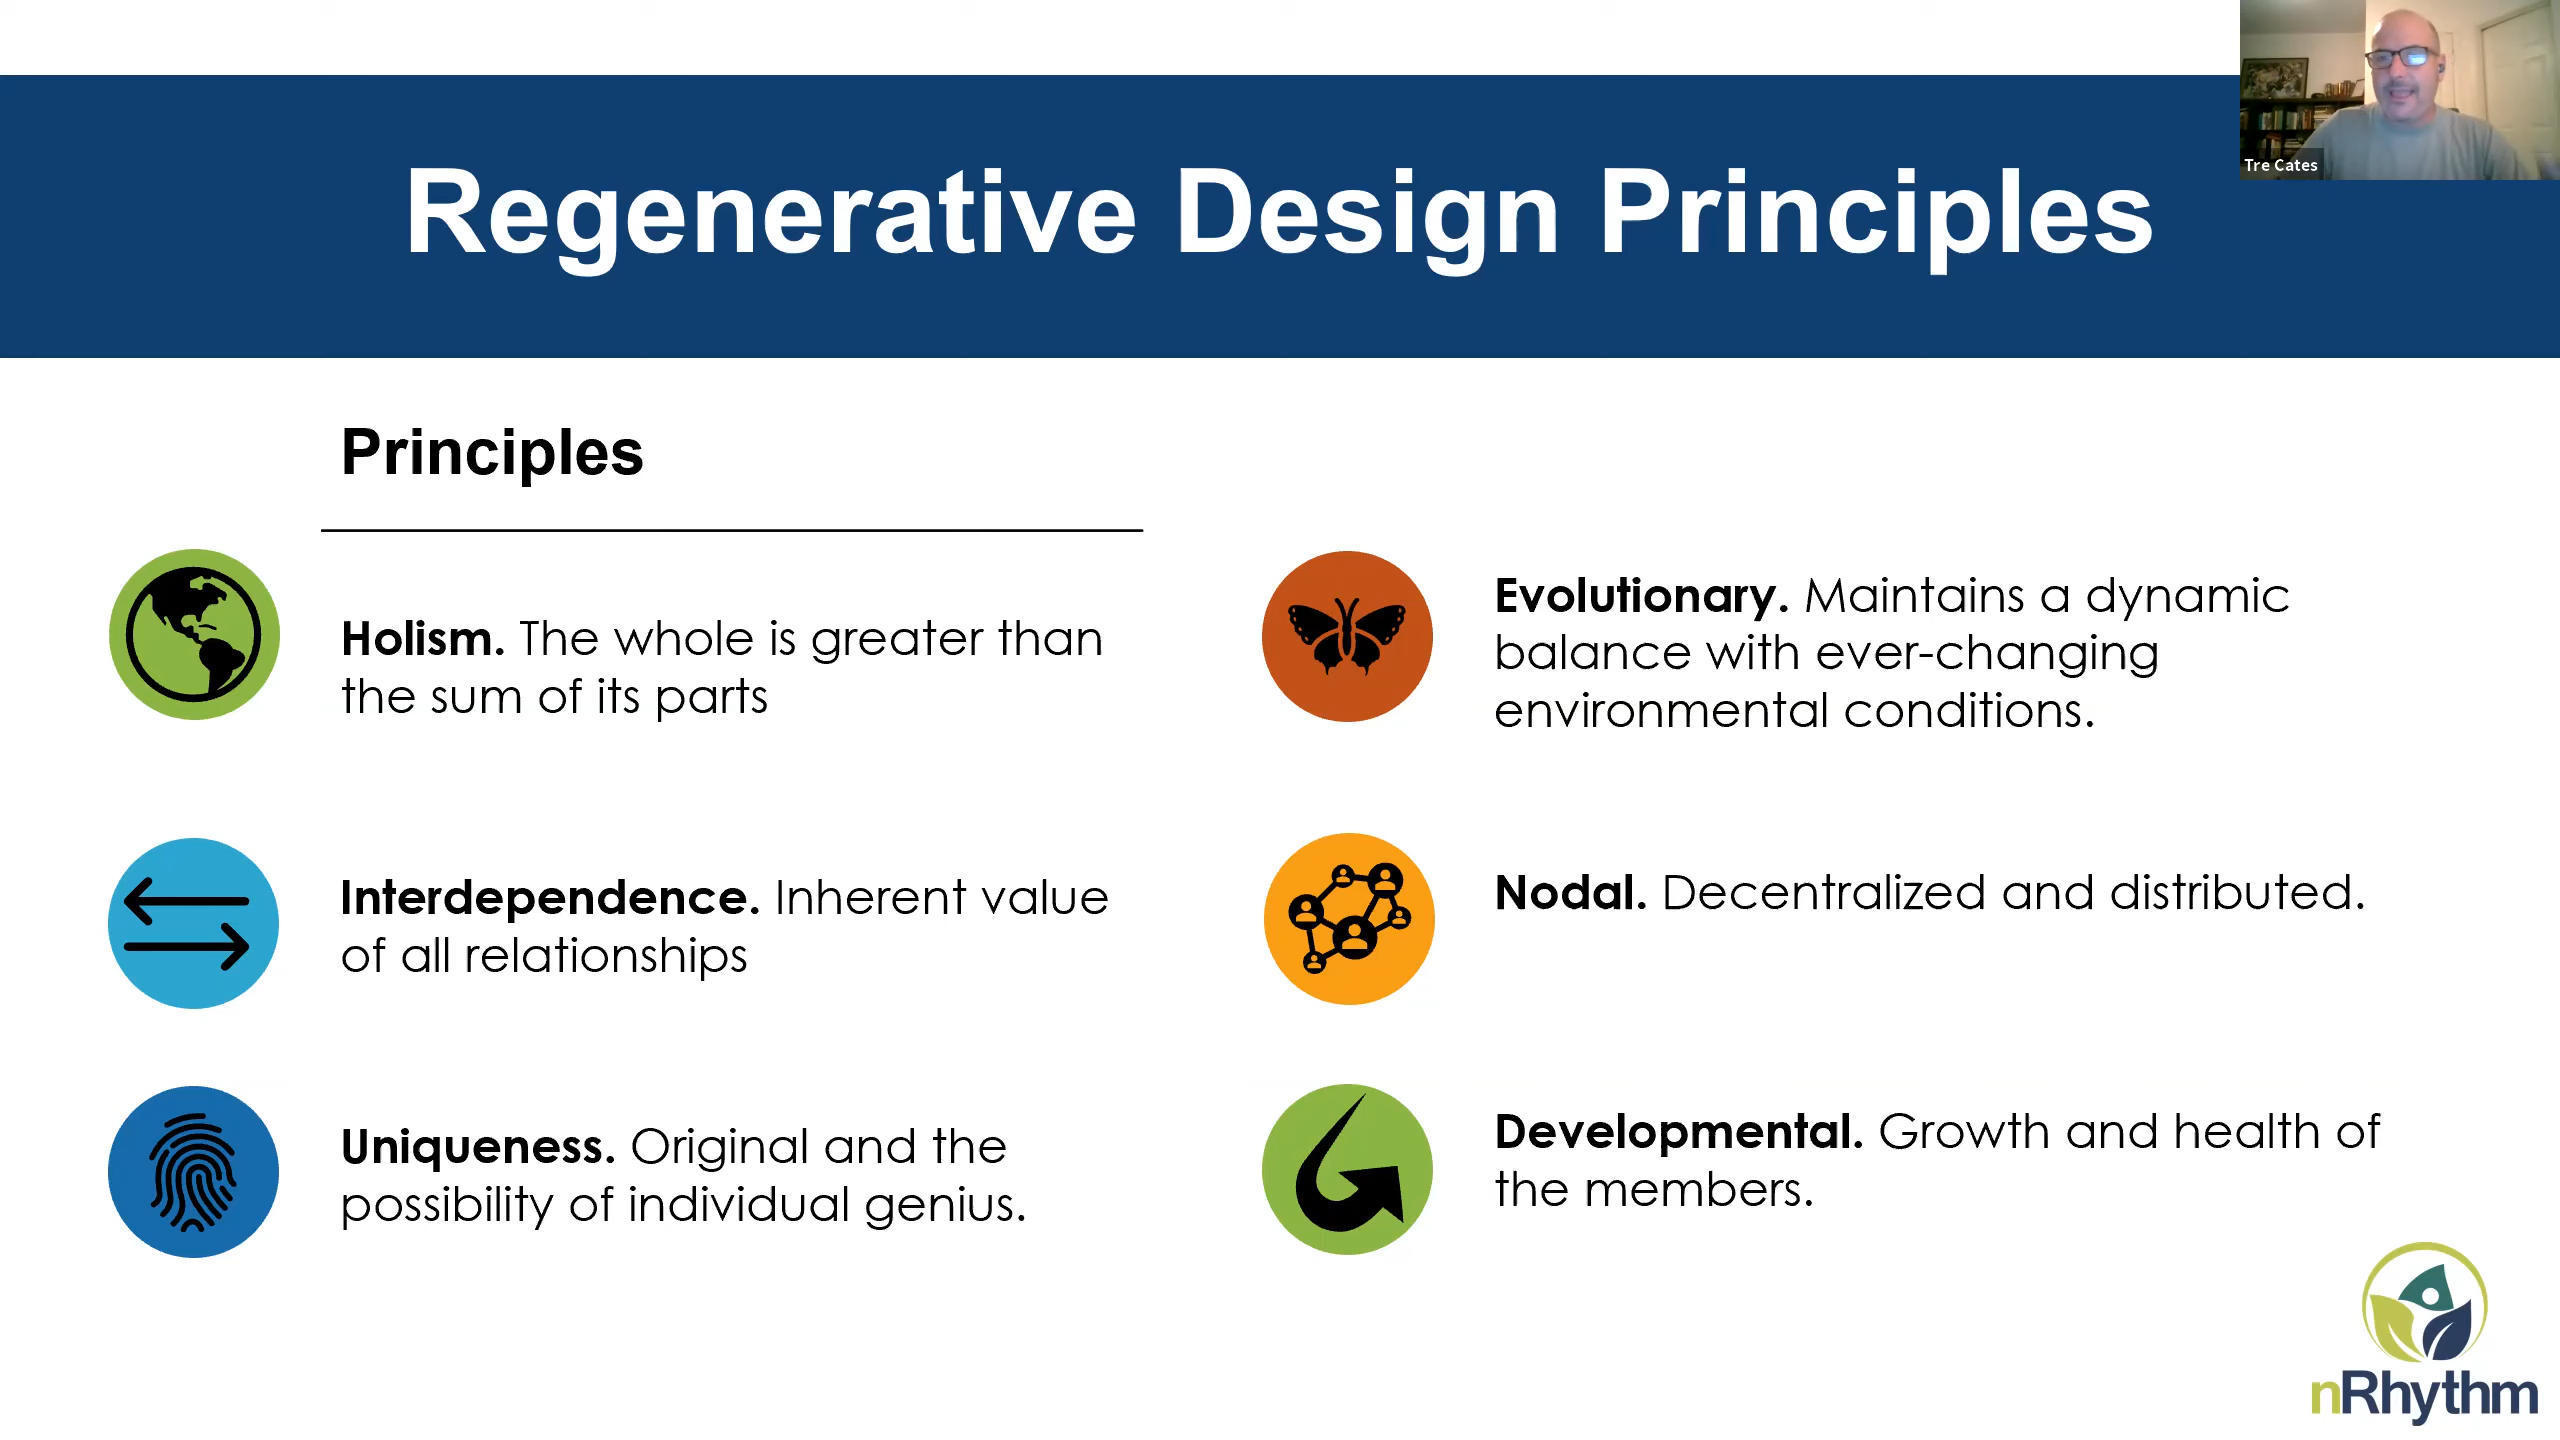 Tre Cates
Regenerative Design Principles
Principles
Holism. The whole is greater than
the sum of its parts
Interdependence. Inherent value
of all relationships
Uniqueness. Original and the
possibility of individual genius.
Evolutionary. Maintains a dynamic
balance with ever-changing
environmental conditions.
Nodal. Decentralized and distributed.
Developmental. Growth and health of
the members.
nRhythm